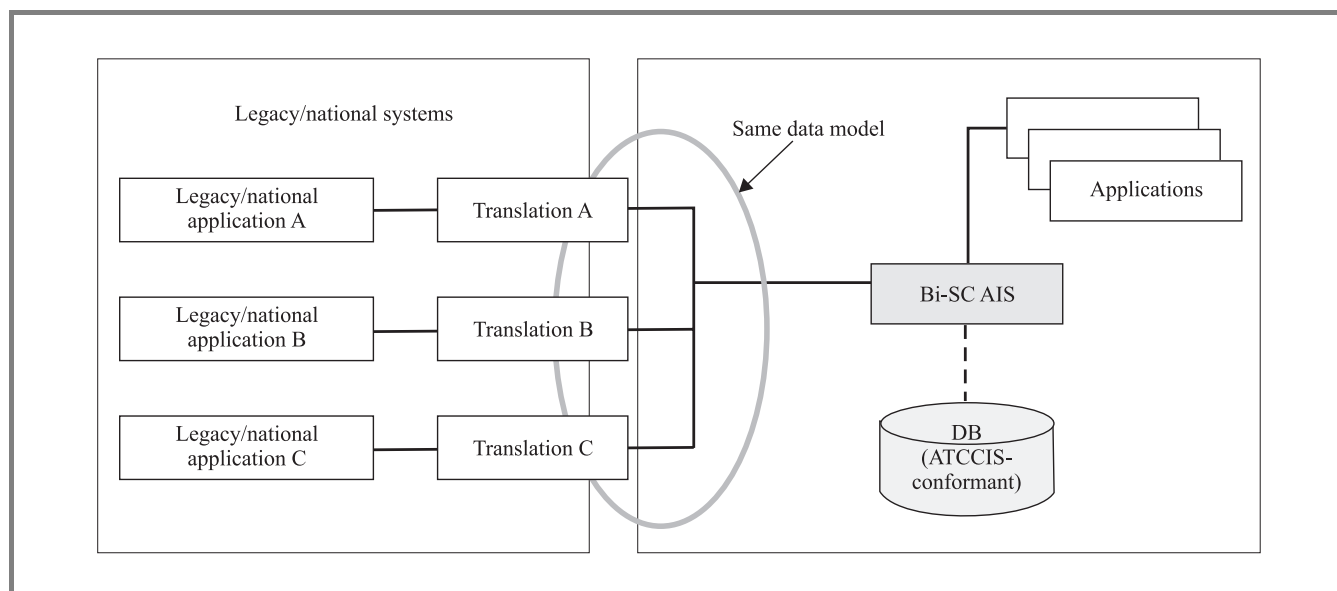 Legacy/national systems
Same data model
Legacy/national
application A
Translation A
Applications
Legacy/national
application B
Translation B
Bi-SC AIS
Legacy/national
application C
Translation C
DB
(ATCCIS-
conformant)